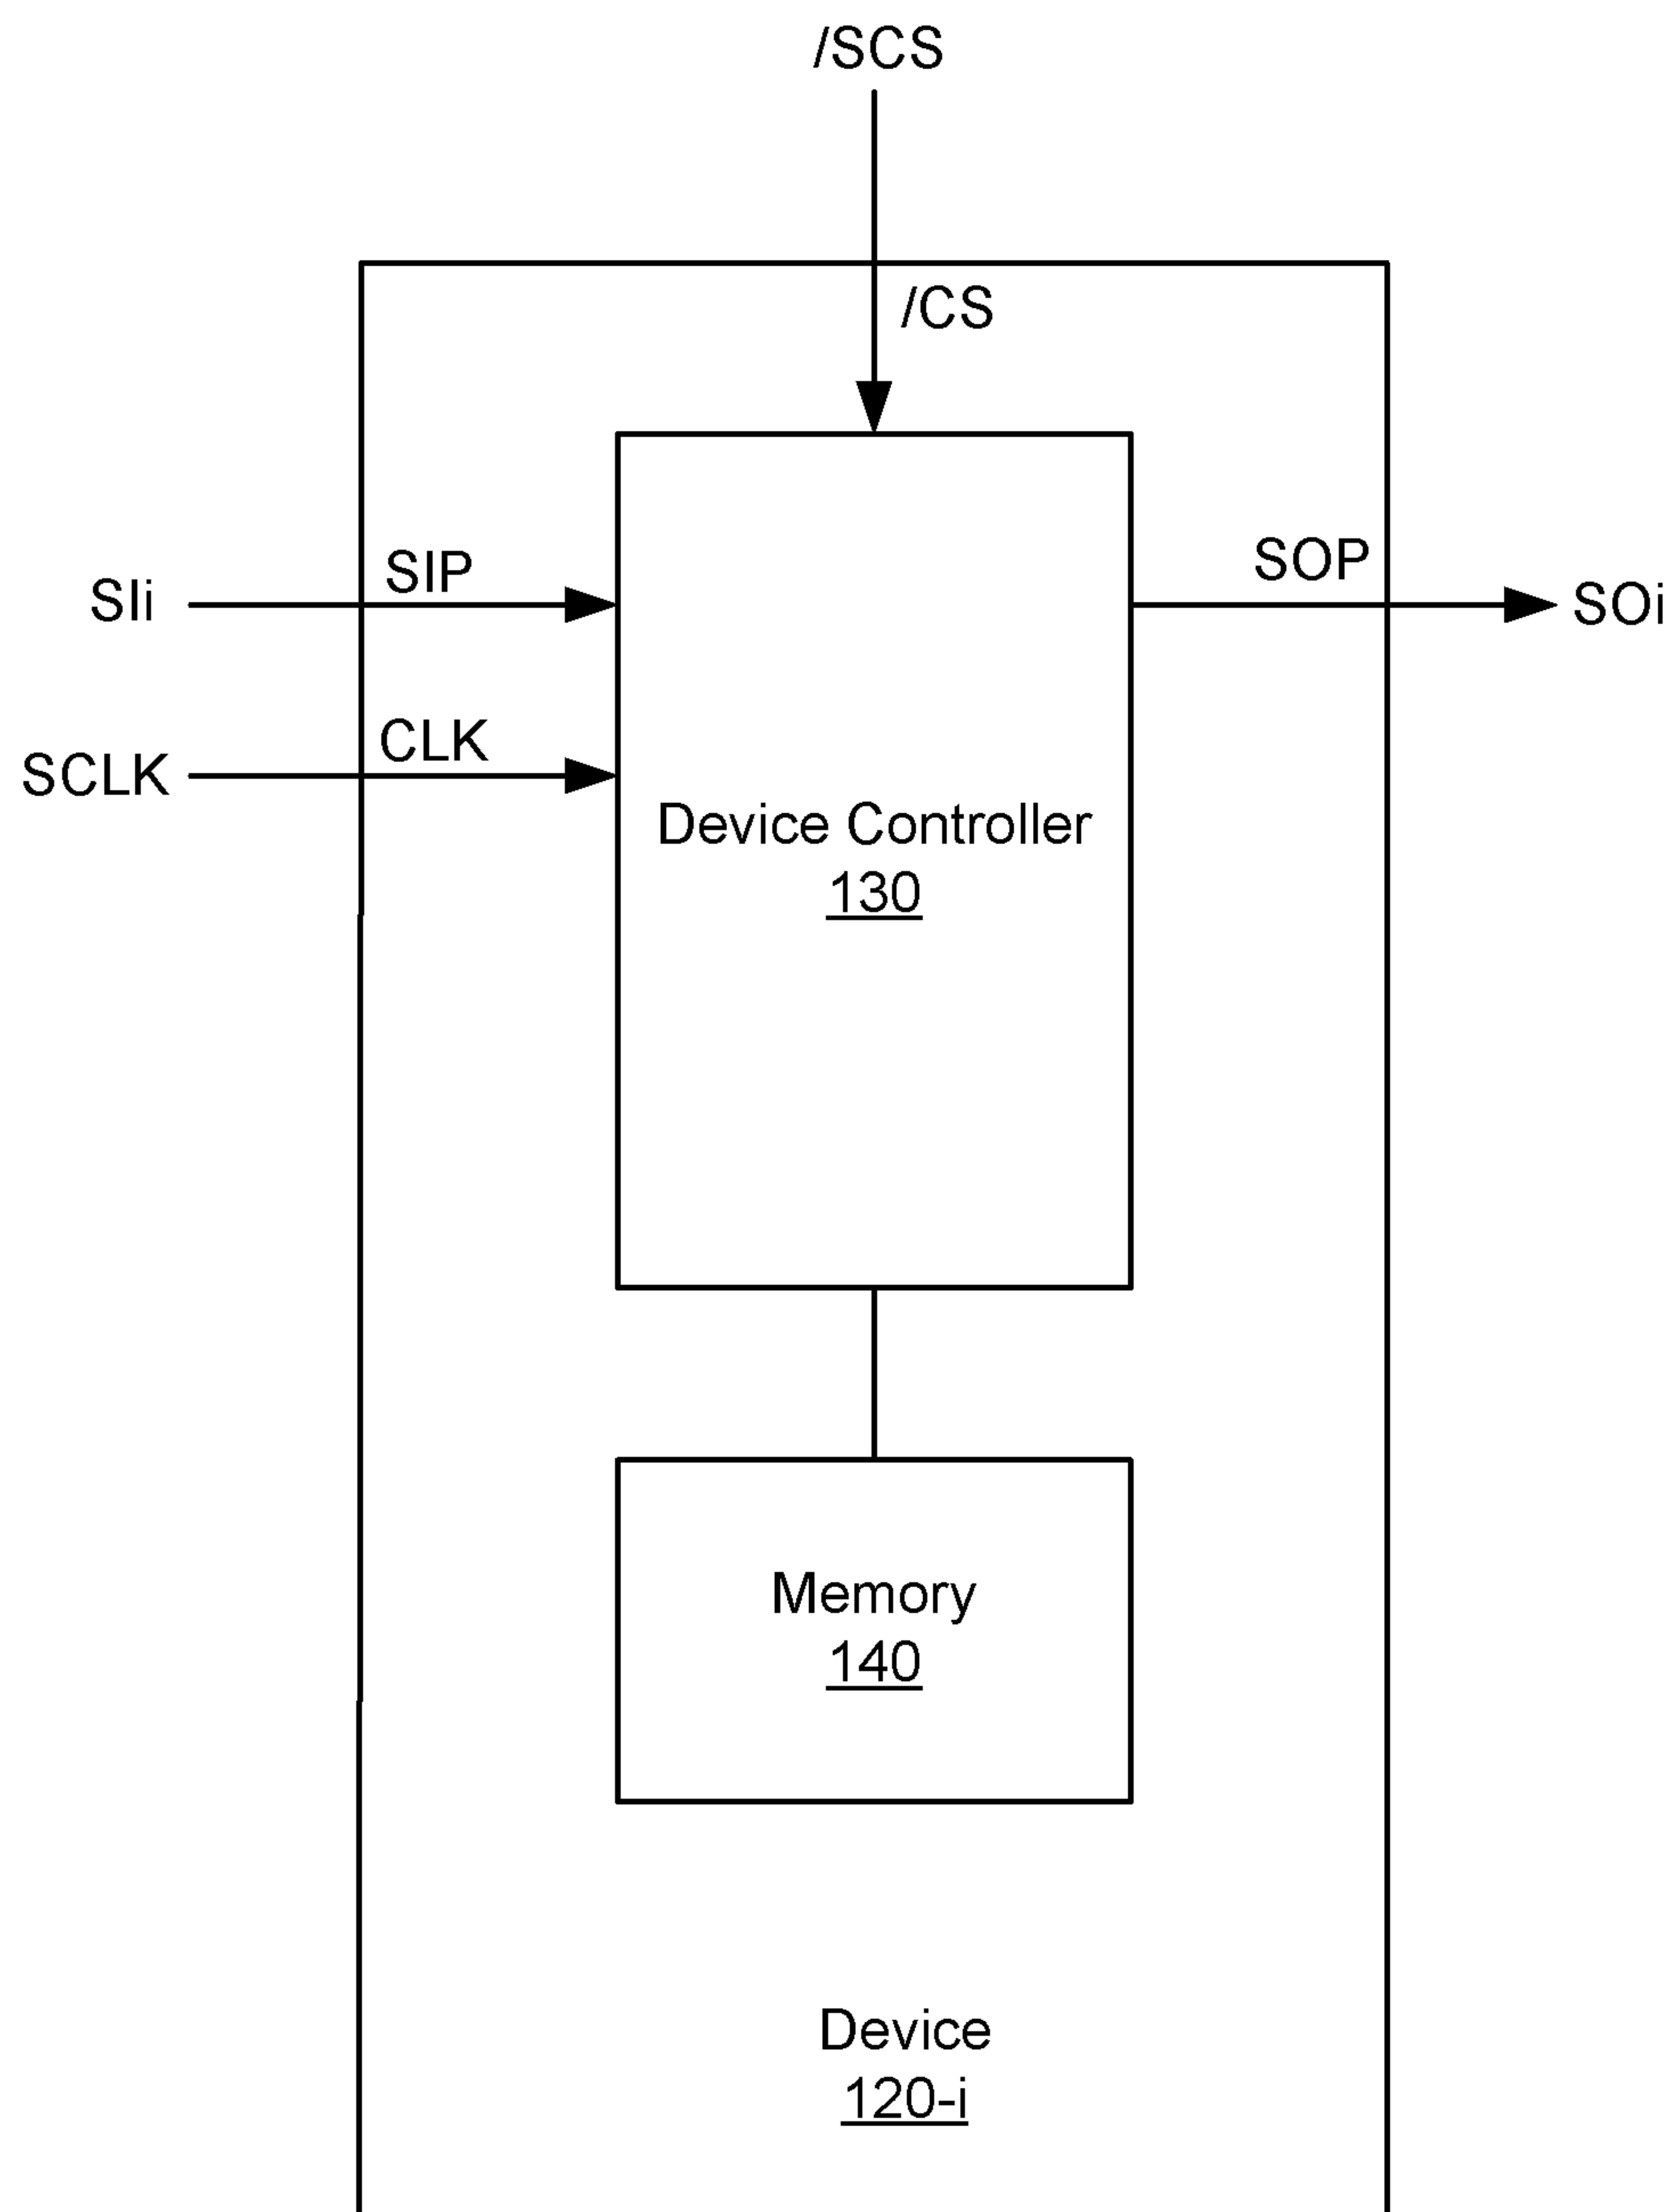 /SCS
/CS
SIP
SOP
SIi
SOi
CLK
SCLK
Device Controller
130
Memory
140
Device
120-i